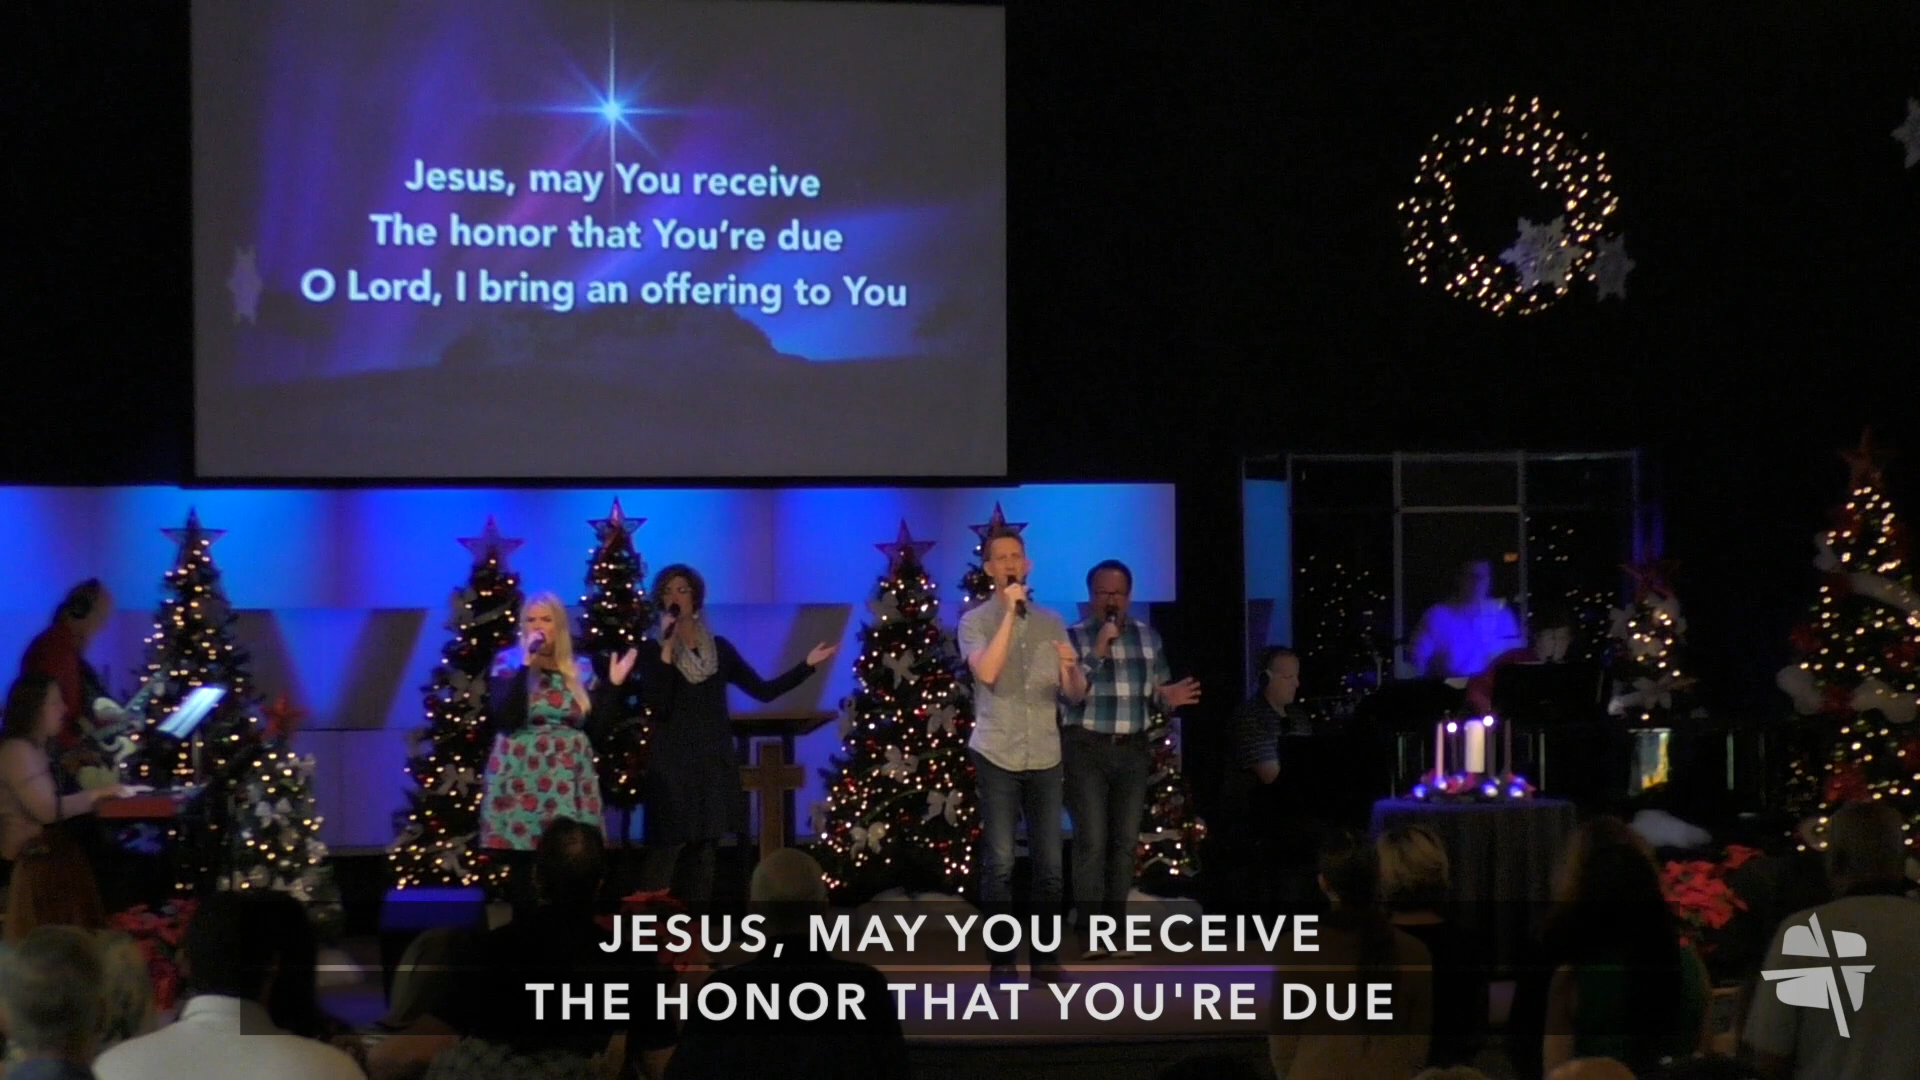 Jesus, may You receive
The honor that You're due
O Lord, I bring an offering to You
JESUS, MAY YOU RECEIVE
THE HONOR THAT YOU'RE DUE